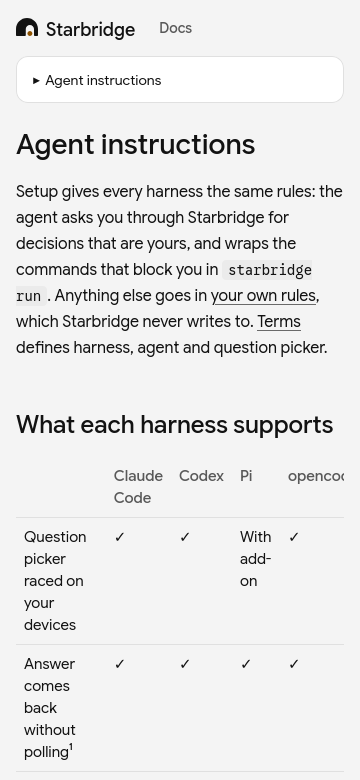 Starbridge Docs
▸ Agent instructions
Agent instructions
Setup gives every harness the same rules: the
agent asks you through Starbridge for
decisions that are yours, and wraps the
commands that block you in starbridge
run. Anything else goes in your own rules,
which Starbridge never writes to. Terms
defines harness, agent and question picker.
What each harness supports
Claude Code Codex Pi opencoc
Question picker raced on your devices ✓ ✓ With add-on ✓
Answer comes back without polling¹ ✓ ✓ ✓ ✓